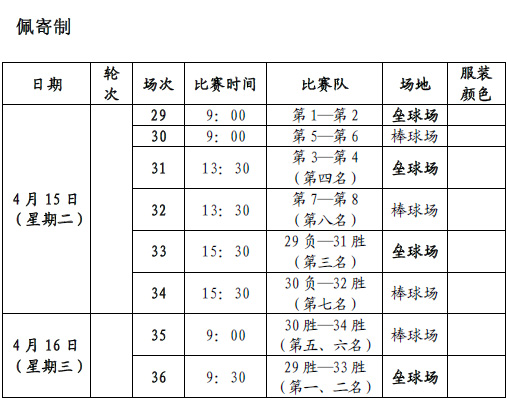 佩寄制
日期 轮次 场次 比赛时间 比赛队 场地 服装颜色
4月15日
（星期二）
29 9：00 第1—第2 垒球场
30 9：00 第5—第6 棒球场
31 13：30 第3—第4
（第四名） 垒球场
32 13：30 第7—第8
（第八名） 棒球场
33 15：30 29负—31胜
（第三名） 垒球场
34 15：30 30负—32胜
（第七名） 棒球场
4月16日
（星期三）
35 9：00 30胜—34胜
（第五、六名） 棒球场
36 9：30 29胜—33胜
（第一、二名） 垒球场